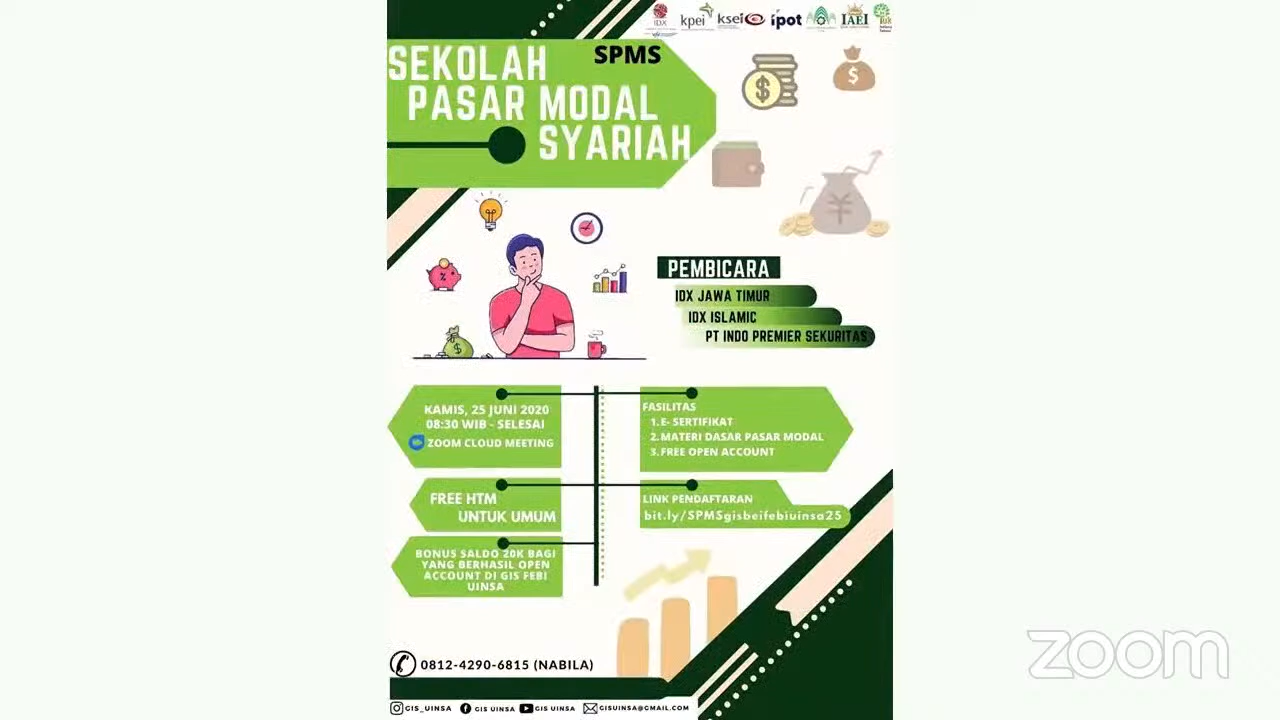 IDX
kpei
ksei
ipot
IAEI
SPMS
SEKOLAH
PASAR MODAL
SYARIAH
PEMBICARA
IDX JAWA TIMUR
IDX ISLAMIC
PT INDO PREMIER SEKURITAS
KAMIS, 25 JUNI 2020
08:30 WIB - SELESAI
ZOOM CLOUD MEETING
FREE HTM
UNTUK UMUM
BONUS SALDO 20K BAGI
YANG BERHASIL OPEN
ACCOUNT DI GIS FEBI
UINSA
FASILITAS
1.E- SERTIFIKAT
2.MATERI DASAR PASAR MODAL
3.FREE OPEN ACCOUNT
LINK PENDAFTARAN
bit.ly/SPMSgisbeifebiuinsa25
0812-4290-6815 (NABILA)
GIS_UINSA GIS UINSA GIS UINSA GISUINSA@GMAIL.COM
zoom